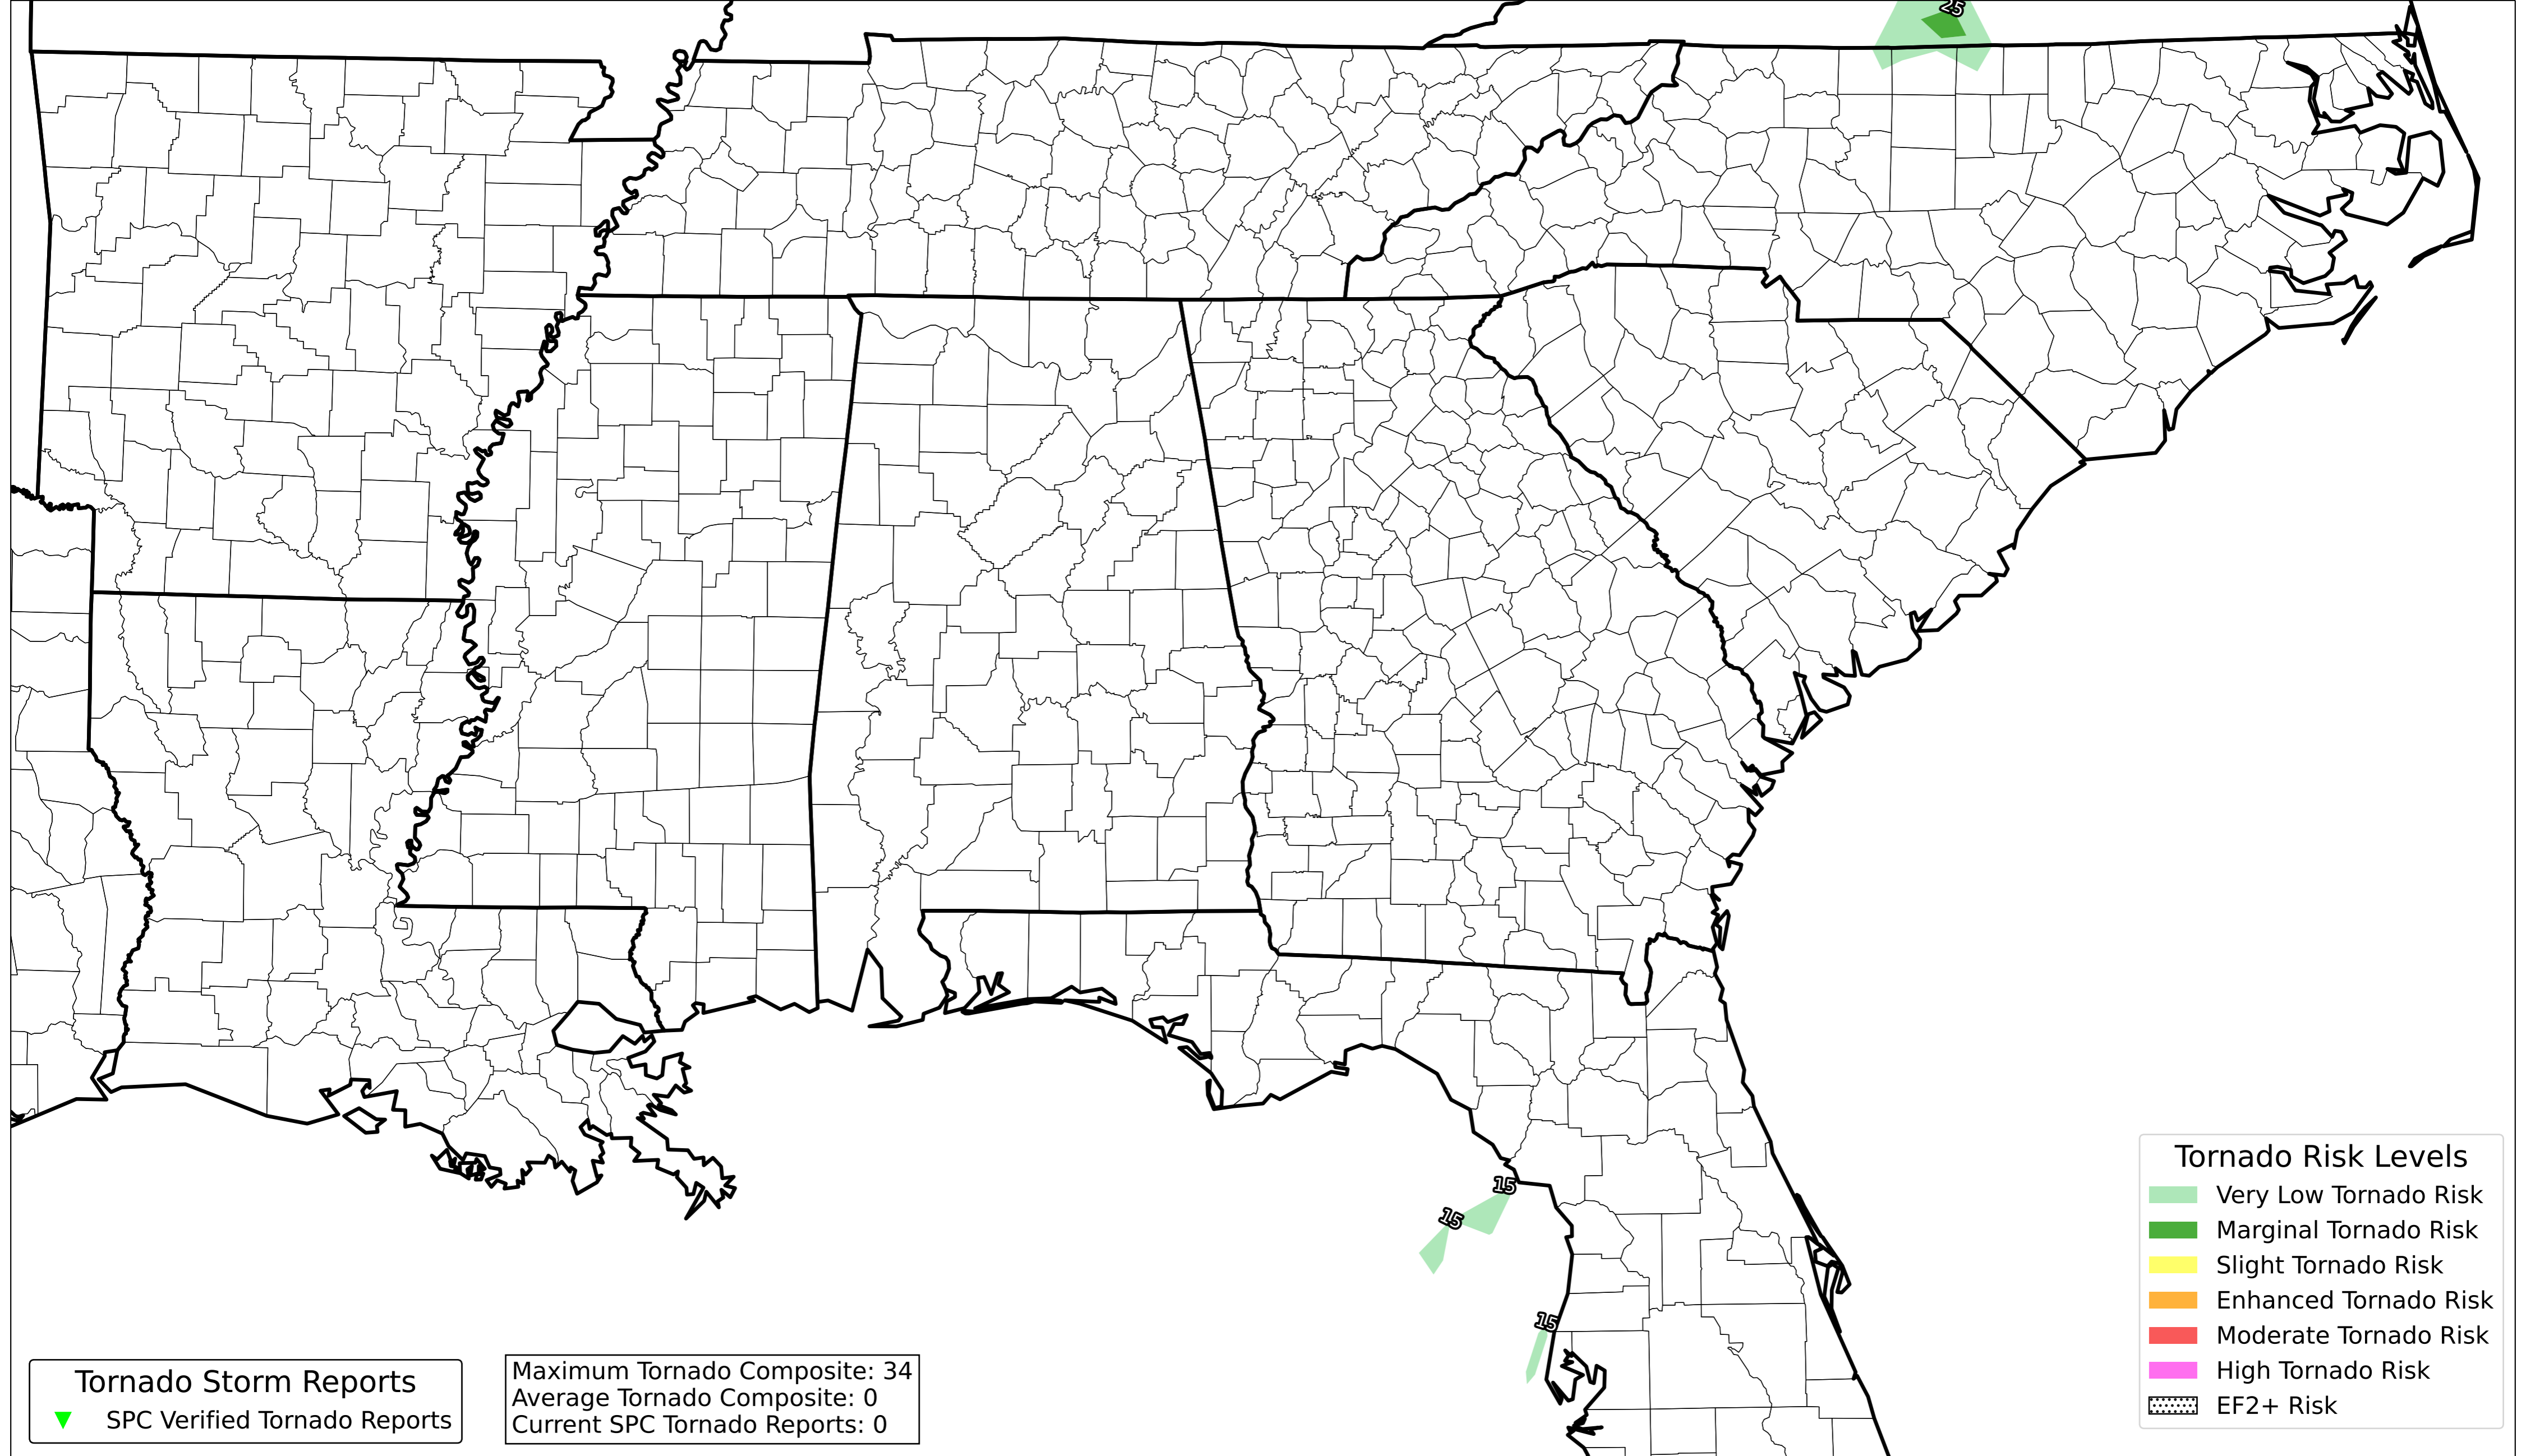 25
15
15
15
Tornado Risk Levels
Very Low Tornado Risk
Marginal Tornado Risk
Slight Tornado Risk
Enhanced Tornado Risk
Moderate Tornado Risk
High Tornado Risk
EF2+ Risk
Tornado Storm Reports
SPC Verified Tornado Reports
Maximum Tornado Composite: 34
Average Tornado Composite: 0
Current SPC Tornado Reports: 0